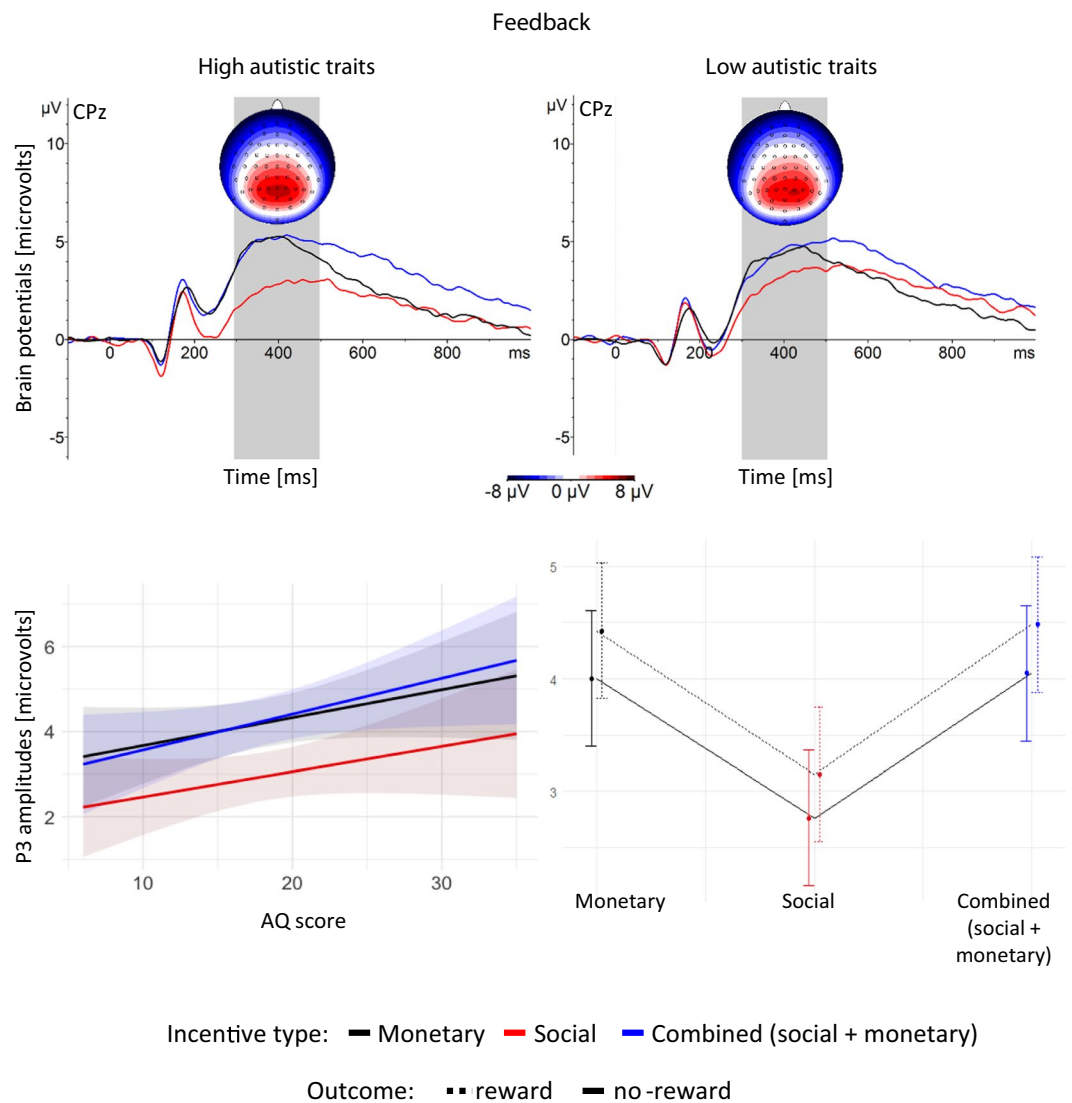 Feedback
High autistic traits
Low autistic traits
μV
CPz
10
5
0
-5
0
200
400
600
800
ms
Time [ms]
Brain potentials [microvolts]
μV
CPz
10
5
0
-5
0
200
400
600
800
ms
Time [ms]
-8 μV 0 μV 8 μV
P3 amplitudes [microvolts]
6
4
2
10
20
30
AQ score
5
4
3
Monetary
Social
Combined
(social +
monetary)
Incentive type: Monetary Social Combined (social + monetary)
Outcome: reward no-reward